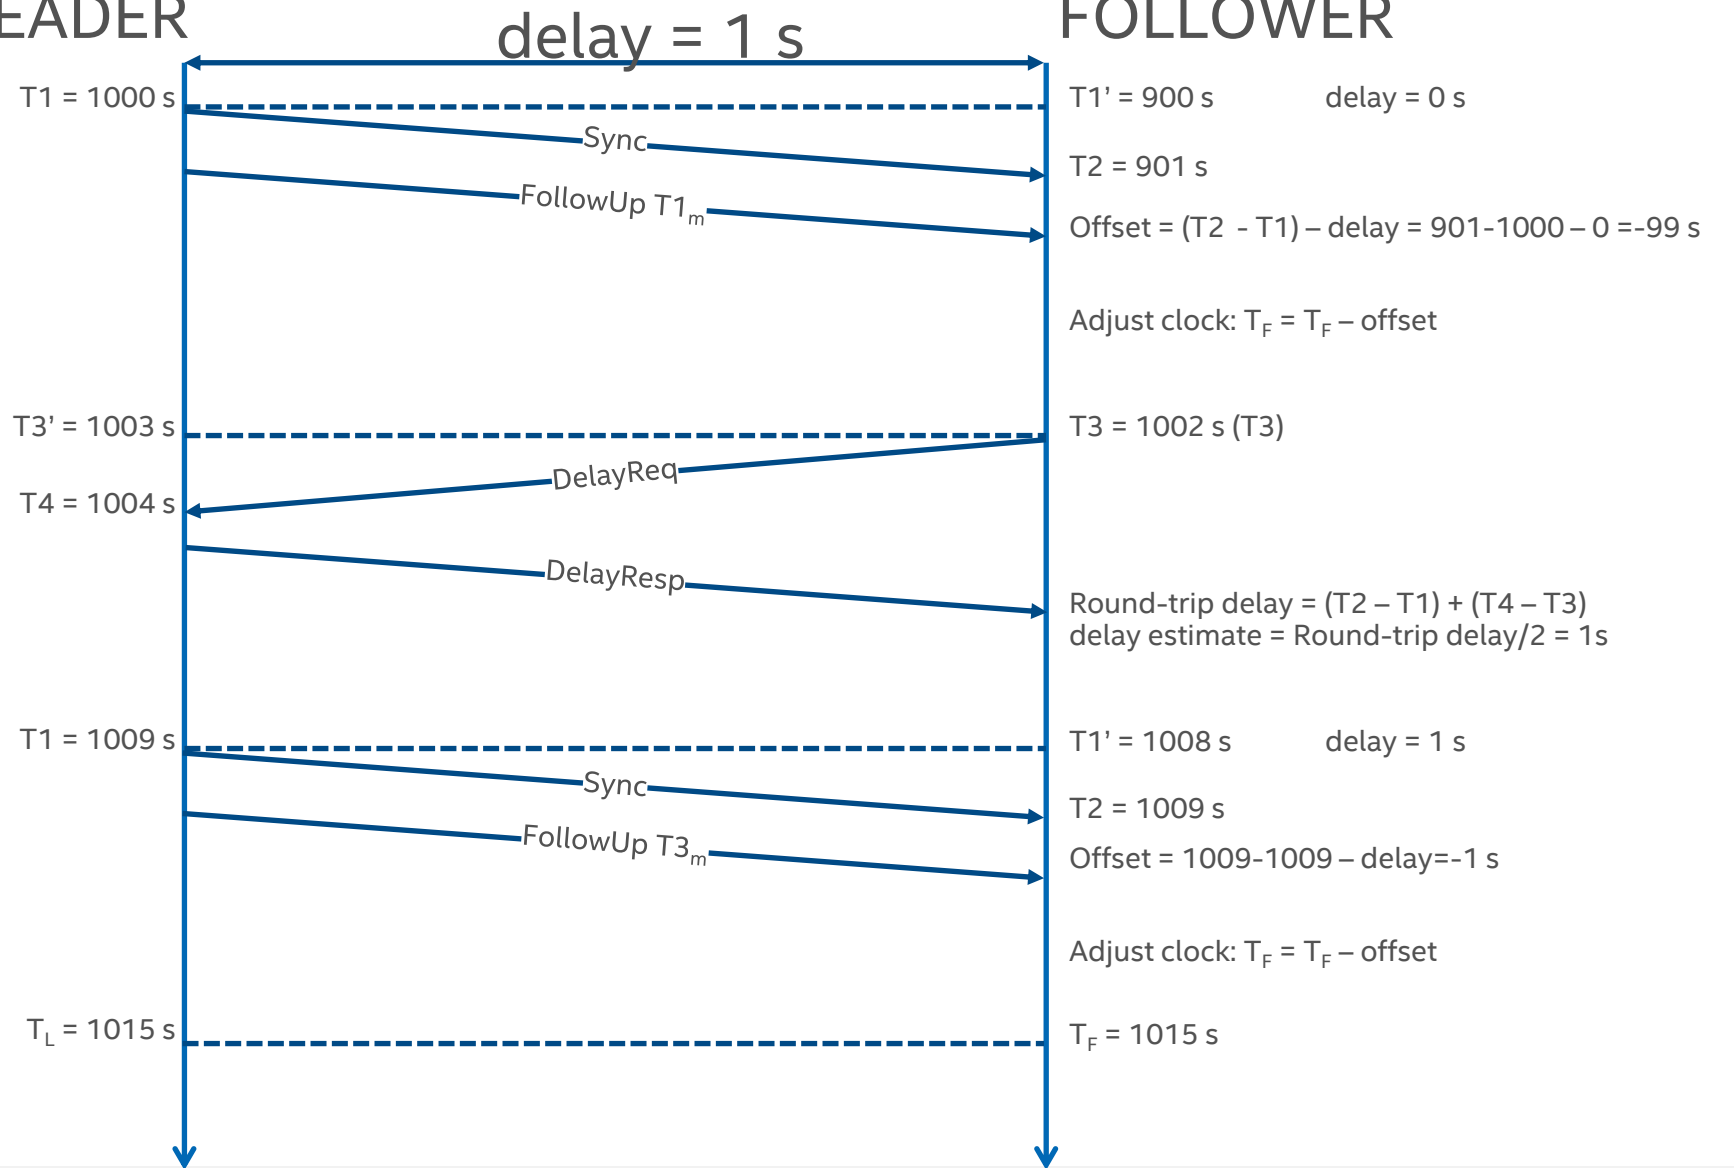 EADER
delay = 1 s
FOLLOWER
T1 = 1000 s
T1’ = 900 s delay = 0 s
Sync
T2 = 901 s
FollowUp T1m
Offset = (T2 - T1) – delay = 901-1000 – 0 =-99 s
Adjust clock: TF = TF – offset
T3’ = 1003 s
T3 = 1002 s (T3)
DelayReq
T4 = 1004 s
DelayResp
Round-trip delay = (T2 – T1) + (T4 – T3)
delay estimate = Round-trip delay/2 = 1s
T1 = 1009 s
T1’ = 1008 s delay = 1 s
Sync
T2 = 1009 s
FollowUp T3m
Offset = 1009-1009 – delay=-1 s
Adjust clock: TF = TF – offset
TL = 1015 s
TF = 1015 s